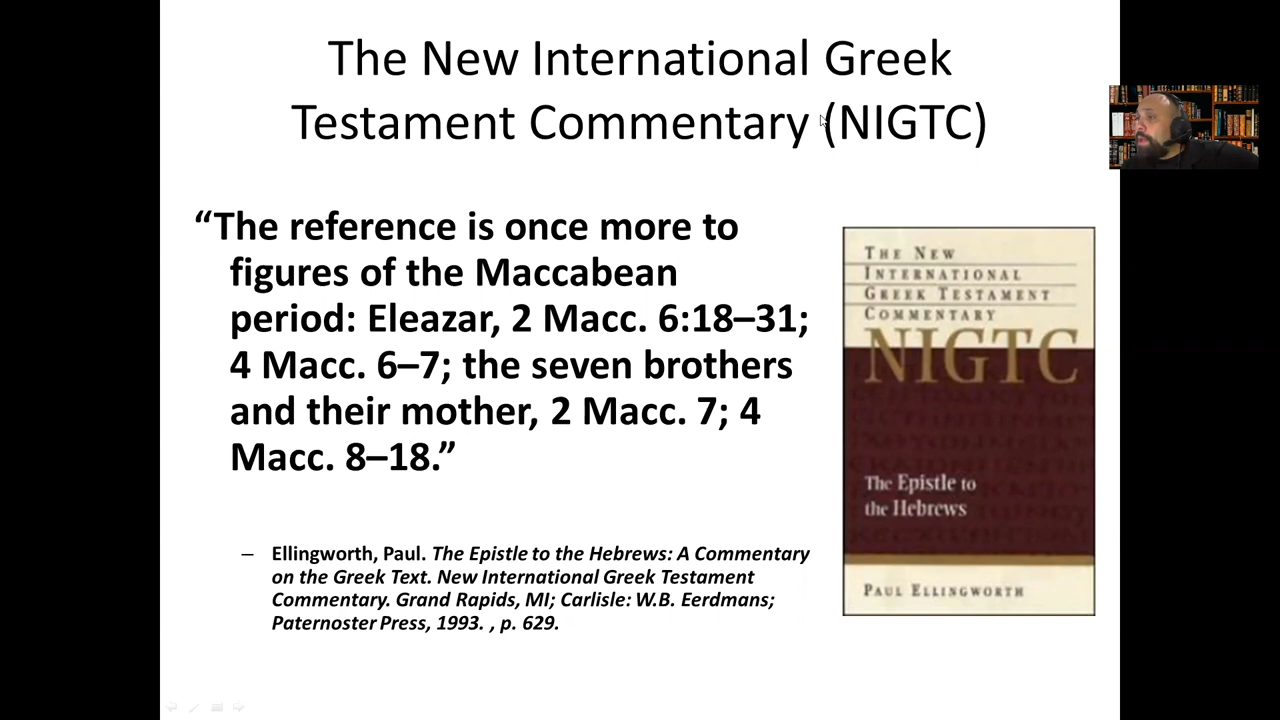 The New International Greek
Testament Commentary (NIGTC)
“The reference is once more to
figures of the Maccabean
period: Eleazar, 2 Macc. 6:18–31;
4 Macc. 6–7; the seven brothers
and their mother, 2 Macc. 7; 4
Macc. 8–18.”
– Ellingworth, Paul. The Epistle to the Hebrews: A Commentary
on the Greek Text. New International Greek Testament
Commentary. Grand Rapids, MI; Carlisle: W.B. Eerdmans;
Paternoster Press, 1993. , p. 629.
THE NEW
INTERNATIONAL
GREEK TESTAMENT
COMMENTARY
NIGTC
The Epistle to
the Hebrews
PAUL ELLINGWORTH